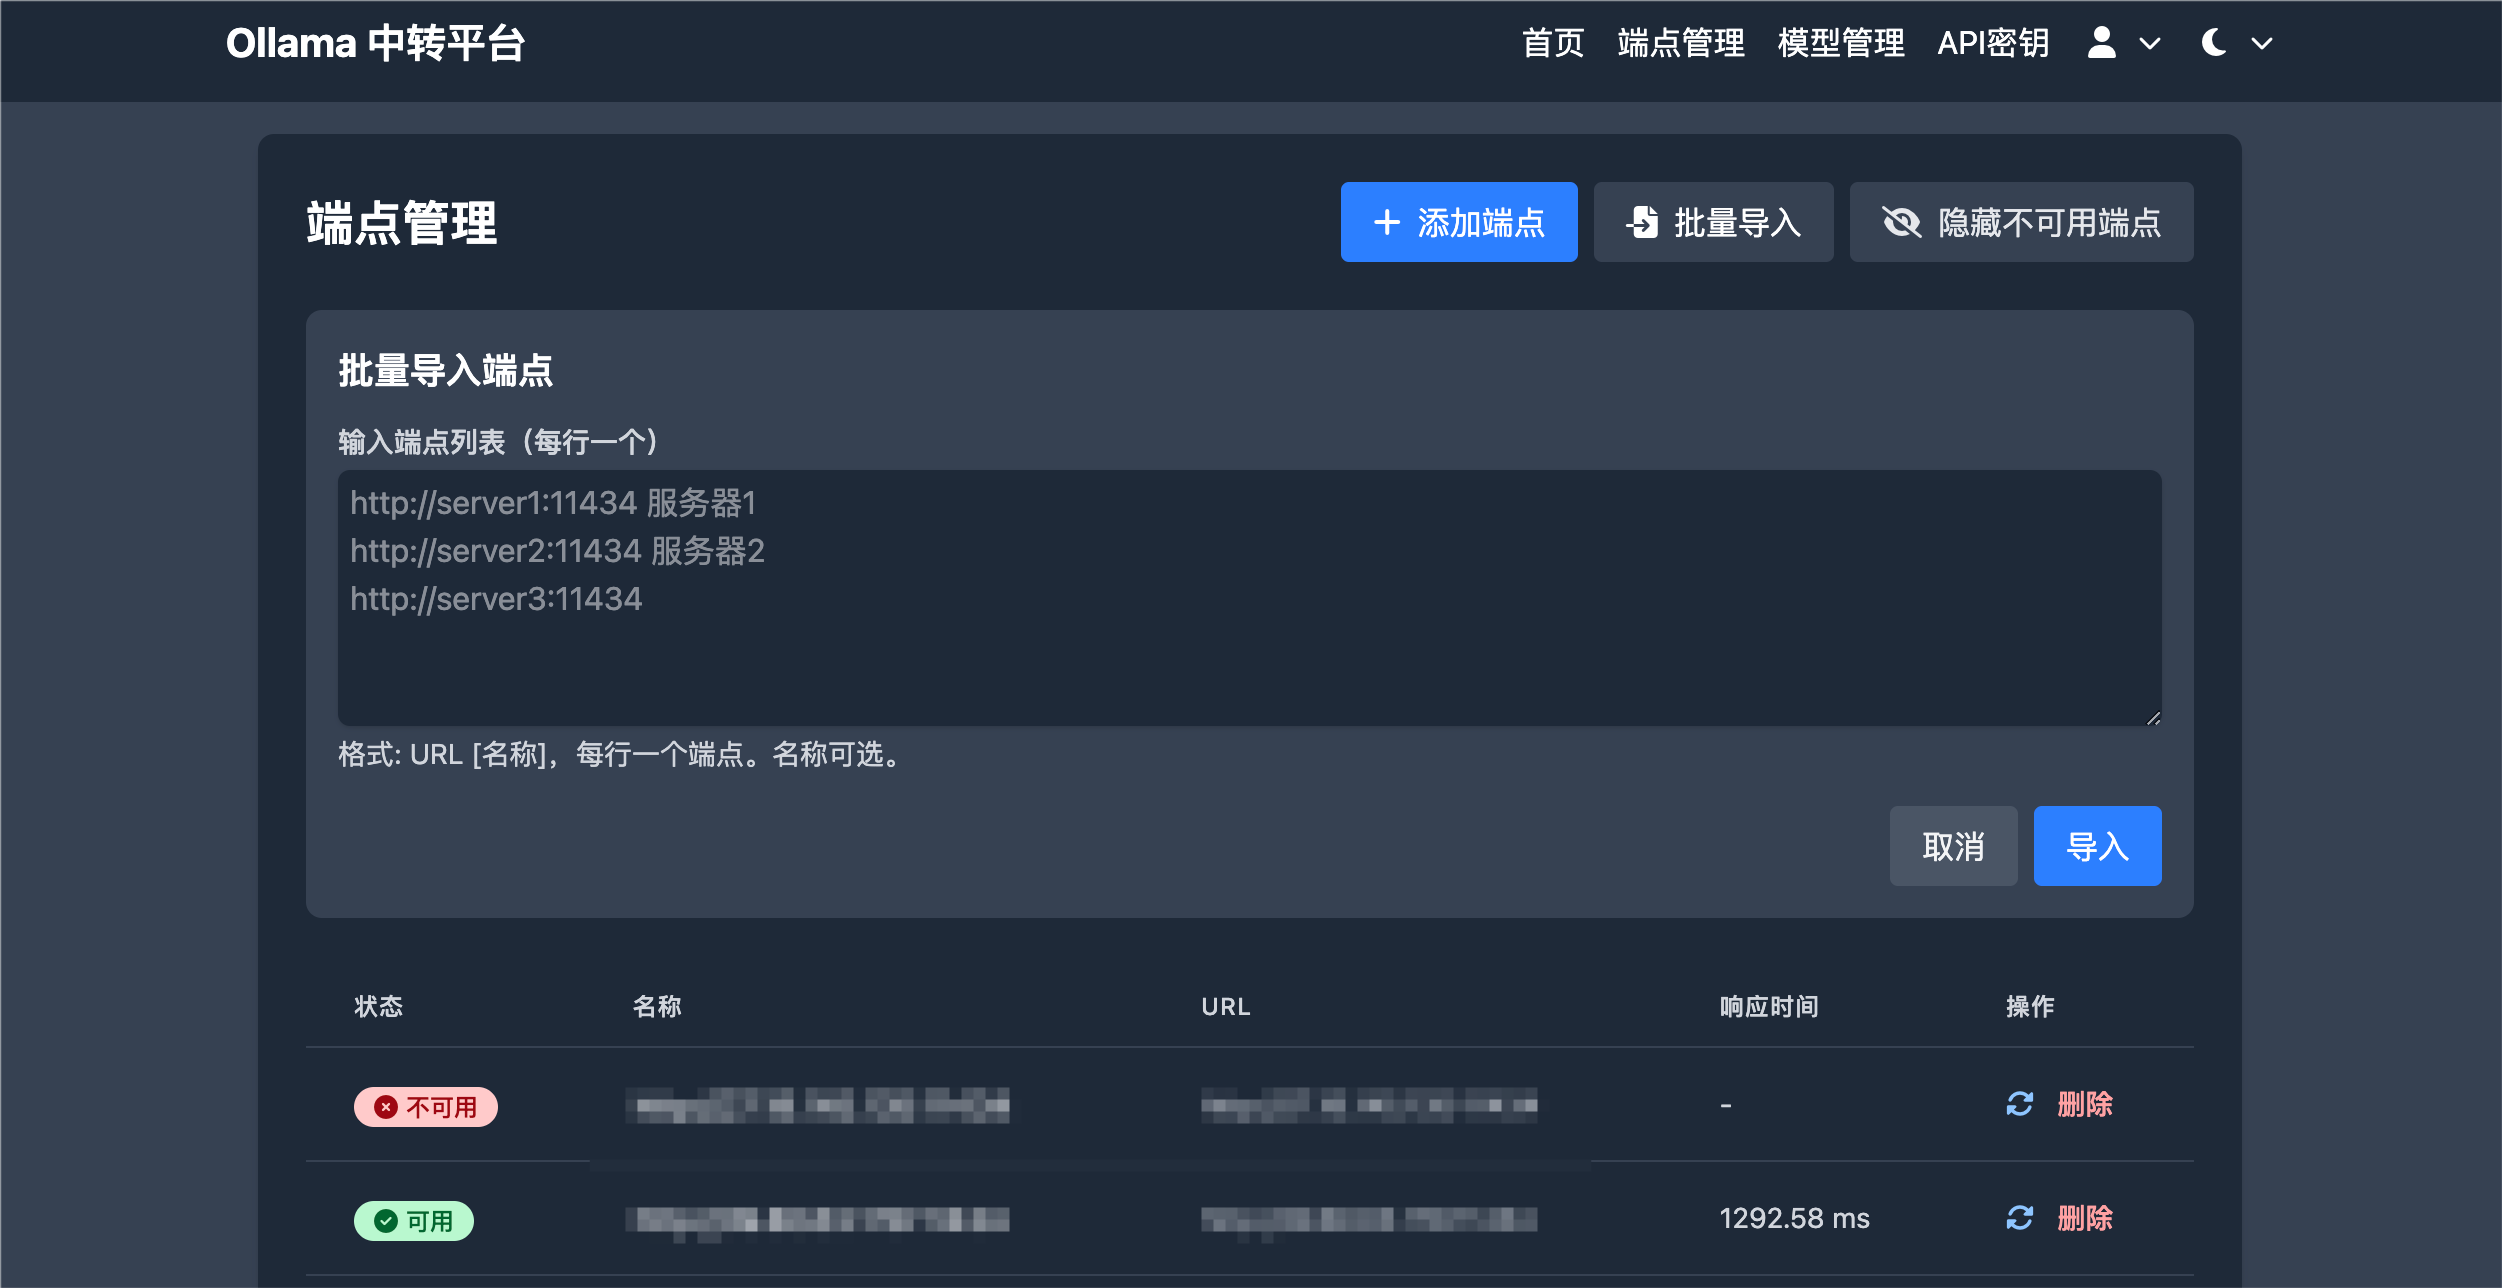 Ollama 中转平台
首页 端点管理 模型管理 API密钥
端点管理
添加端点 批量导入 隐藏不可用端点
批量导入端点
输入端点列表（每行一个）
http://server1:11434 服务器1
http://server2:11434 服务器2
http://server3:11434
格式: URL [名称]，每行一个端点。名称可选。
取消 导入
状态 名称 URL 响应时间 操作
不可用 - 删除
可用 1292.58 ms 删除